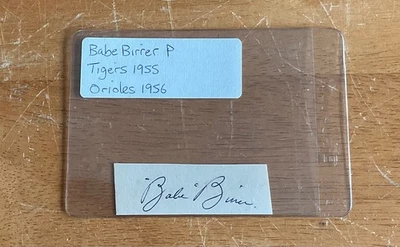 Babe Birrer P
Tigers 1955
Orioles 1956
"Babe" Birrer